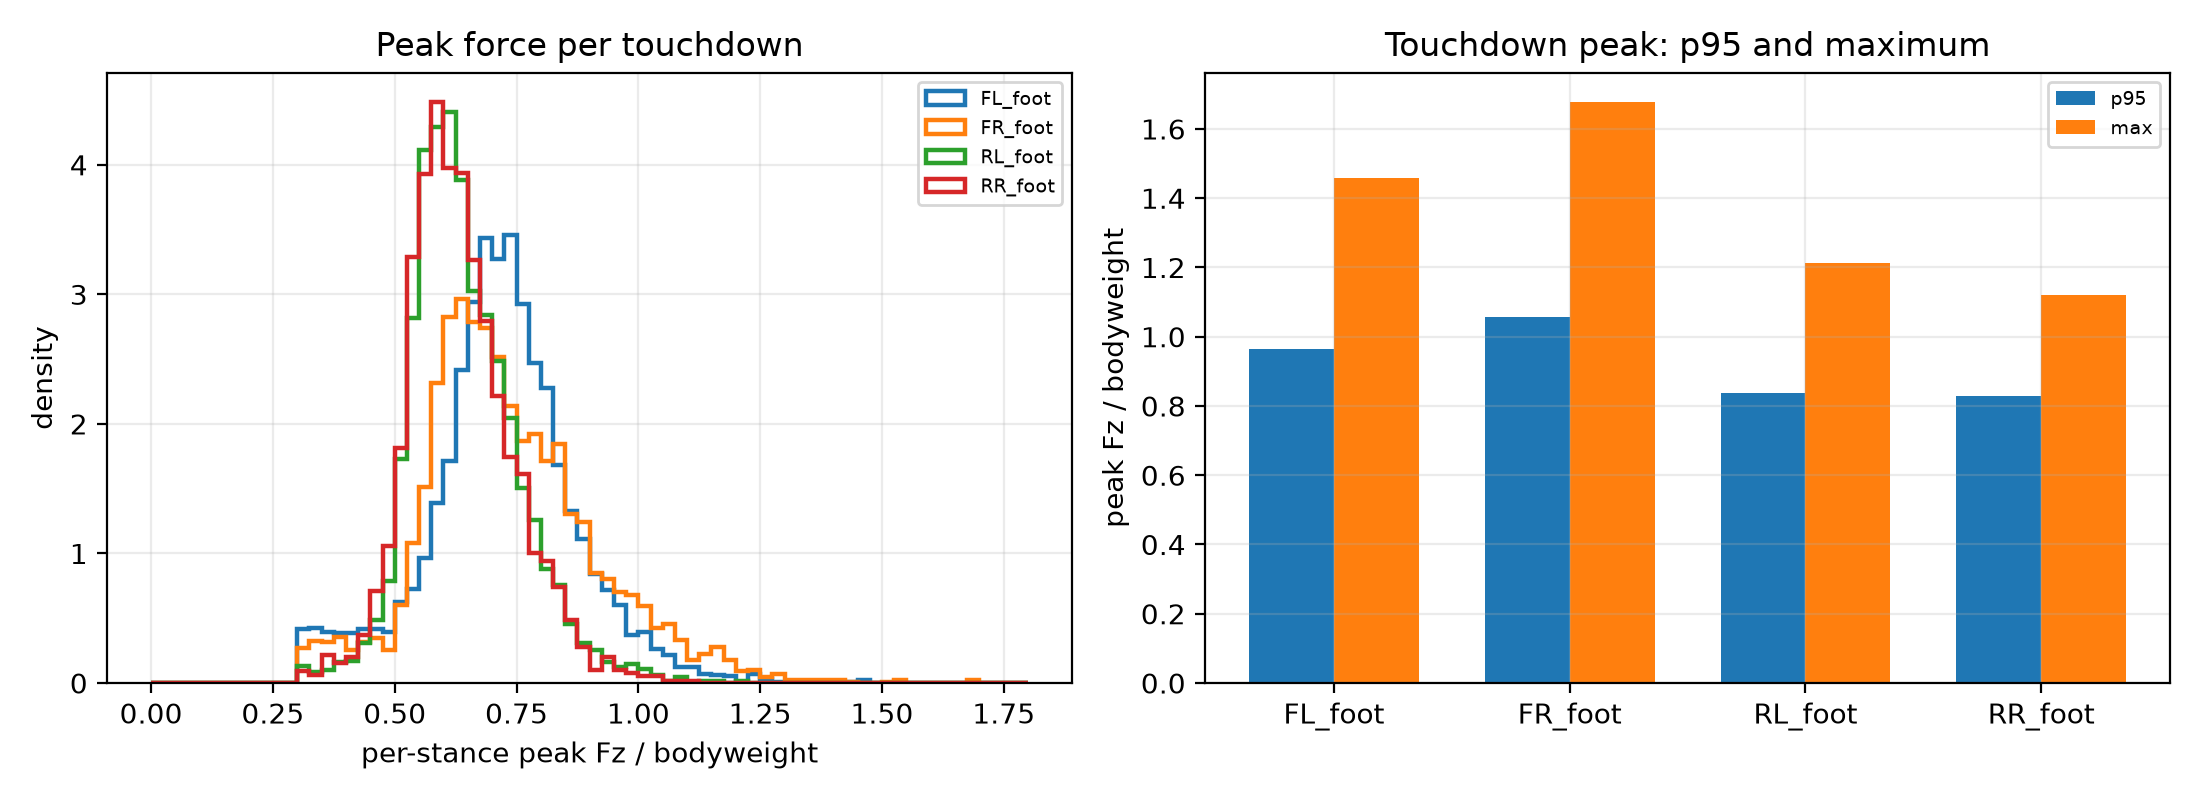 Peak force per touchdown
density
4
3
2
1
0
0.00 0.25 0.50 0.75 1.00 1.25 1.50 1.75
per-stance peak Fz / bodyweight
FL_foot
FR_foot
RL_foot
RR_foot
Touchdown peak: p95 and maximum
peak Fz / bodyweight
1.6
1.4
1.2
1.0
0.8
0.6
0.4
0.2
0.0
FL_foot FR_foot RL_foot RR_foot
p95
max